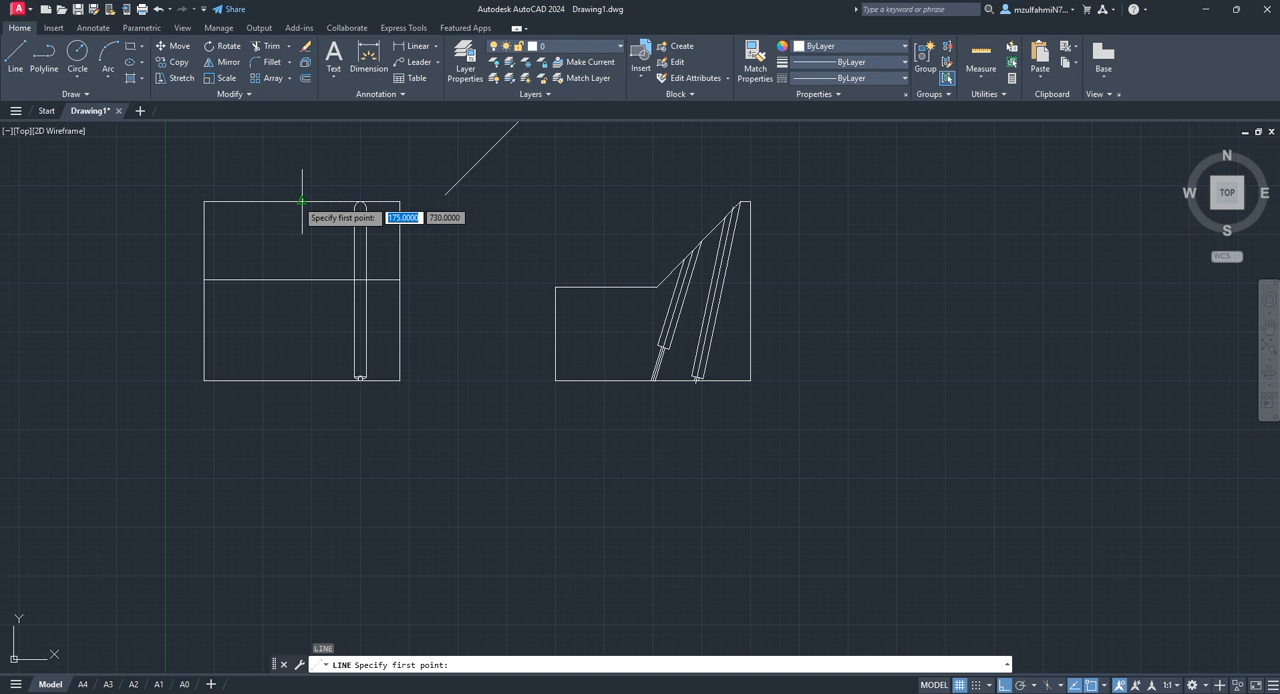 A Share Autodesk AutoCAD 2024 Drawing1.dwg Type a keyword or phrase mzulfahmiN7...
Home Insert Annotate Parametric View Manage Output Add-ins Collaborate Express Tools Featured Apps
Line Polyline Circle Arc Move Rotate Trim Text Dimension Linear Layer Properties 0 Insert Create Match Properties ByLayer Group Measure Paste Base
Copy Mirror Fillet Leader Make Current Edit ByLayer
Stretch Scale Array Table Match Layer Edit Attributes ByLayer
Draw Modify Annotation Layers Block Properties Groups Utilities Clipboard View
Start Drawing1* +
[−][Top][2D Wireframe]
N
W TOP E
S
WCS
Specify first point: 175.0000 730.0000
Y
X
LINE
LINE Specify first point:
Model A4 A3 A2 A1 A0 + MODEL 1:1